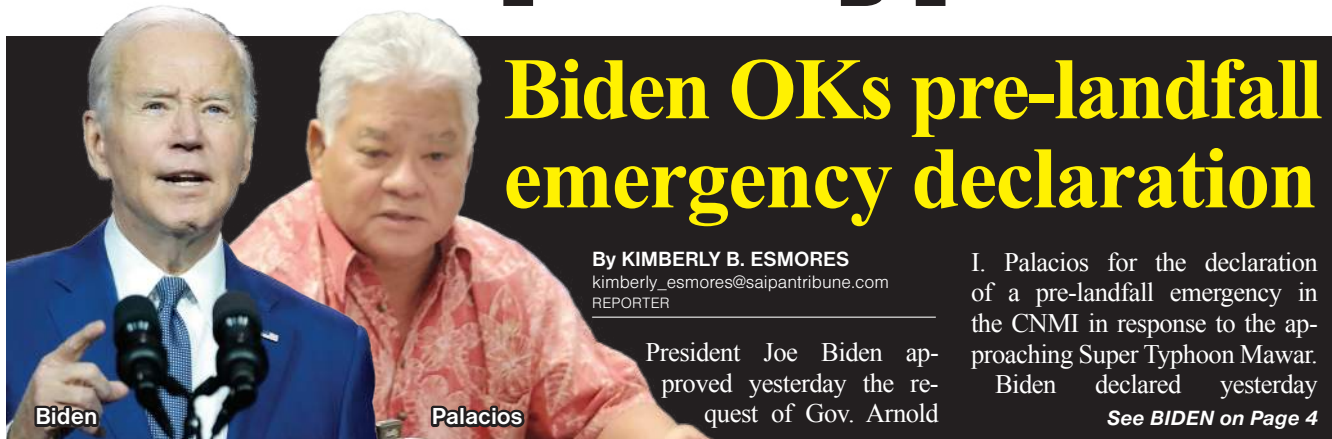 Biden OKs pre-landfall
emergency declaration
By KIMBERLY B. ESMORES
kimberly_esmores@saipantribune.com
REPORTER
President Joe Biden ap-
proved yesterday the re-
quest of Gov. Arnold
I. Palacios for the declaration
of a pre-landfall emergency in
the CNMI in response to the ap-
proaching Super Typhoon Mawar.
Biden declared yesterday
See BIDEN on Page 4
Biden
Palacios